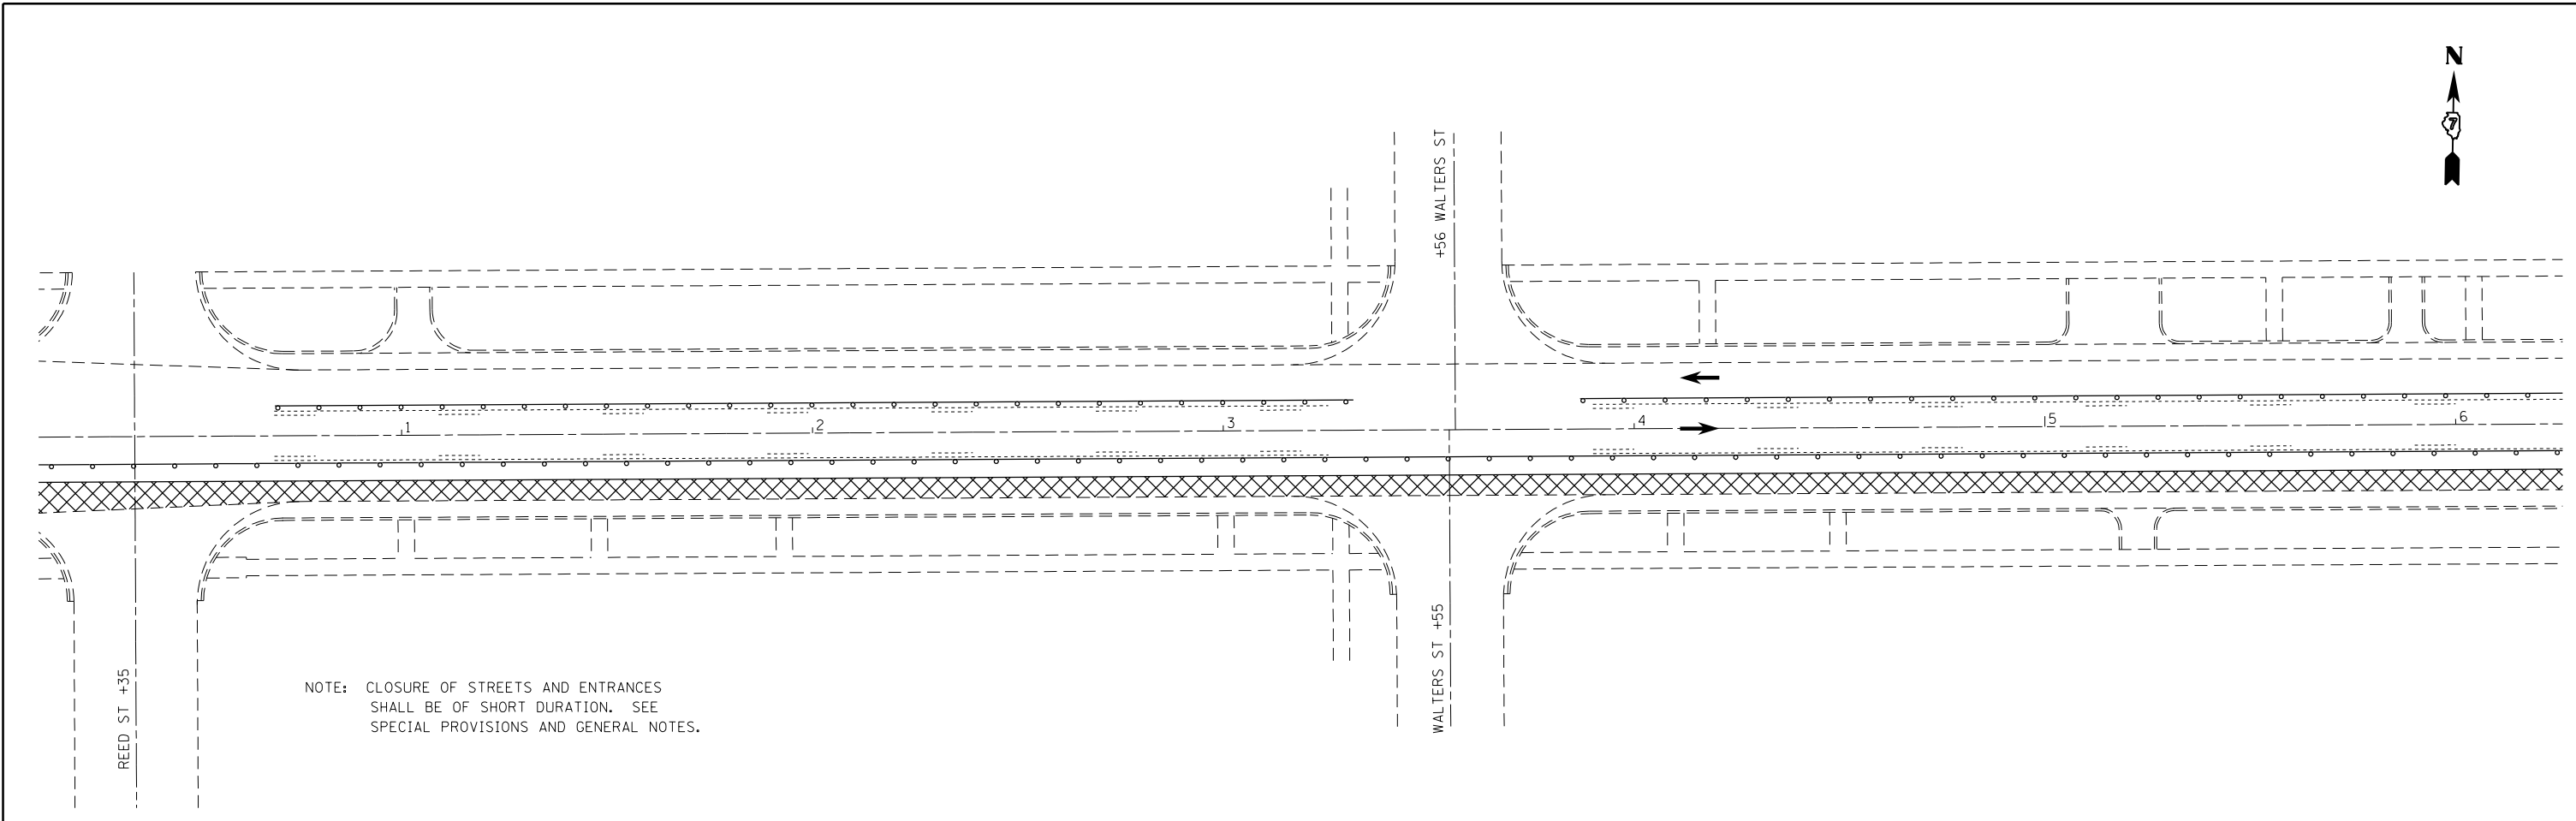 N
7
+56 WALTERS ST
1
2
3
4
5
6
REED ST +35
WALTERS ST +55
NOTE: CLOSURE OF STREETS AND ENTRANCES
SHALL BE OF SHORT DURATION. SEE
SPECIAL PROVISIONS AND GENERAL NOTES.